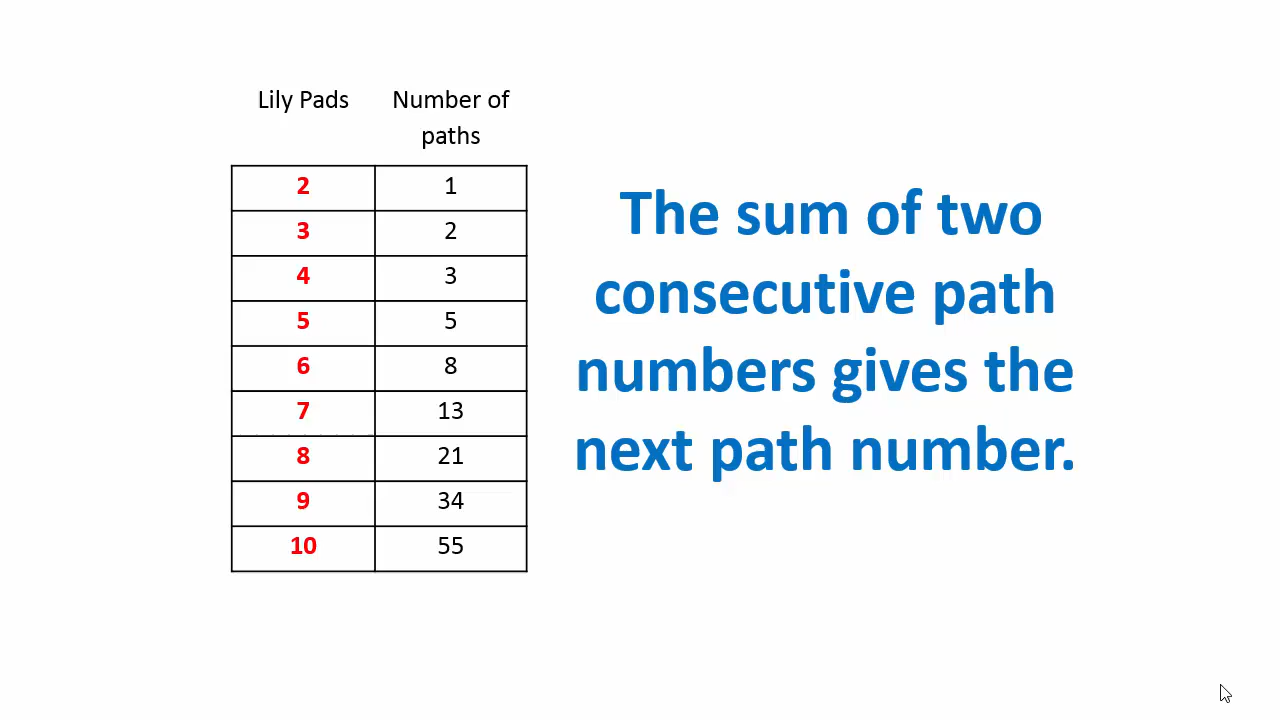 Lily Pads Number of
paths
2 1
3 2
4 3
5 5
6 8
7 13
8 21
9 34
10 55
The sum of two
consecutive path
numbers gives the
next path number.